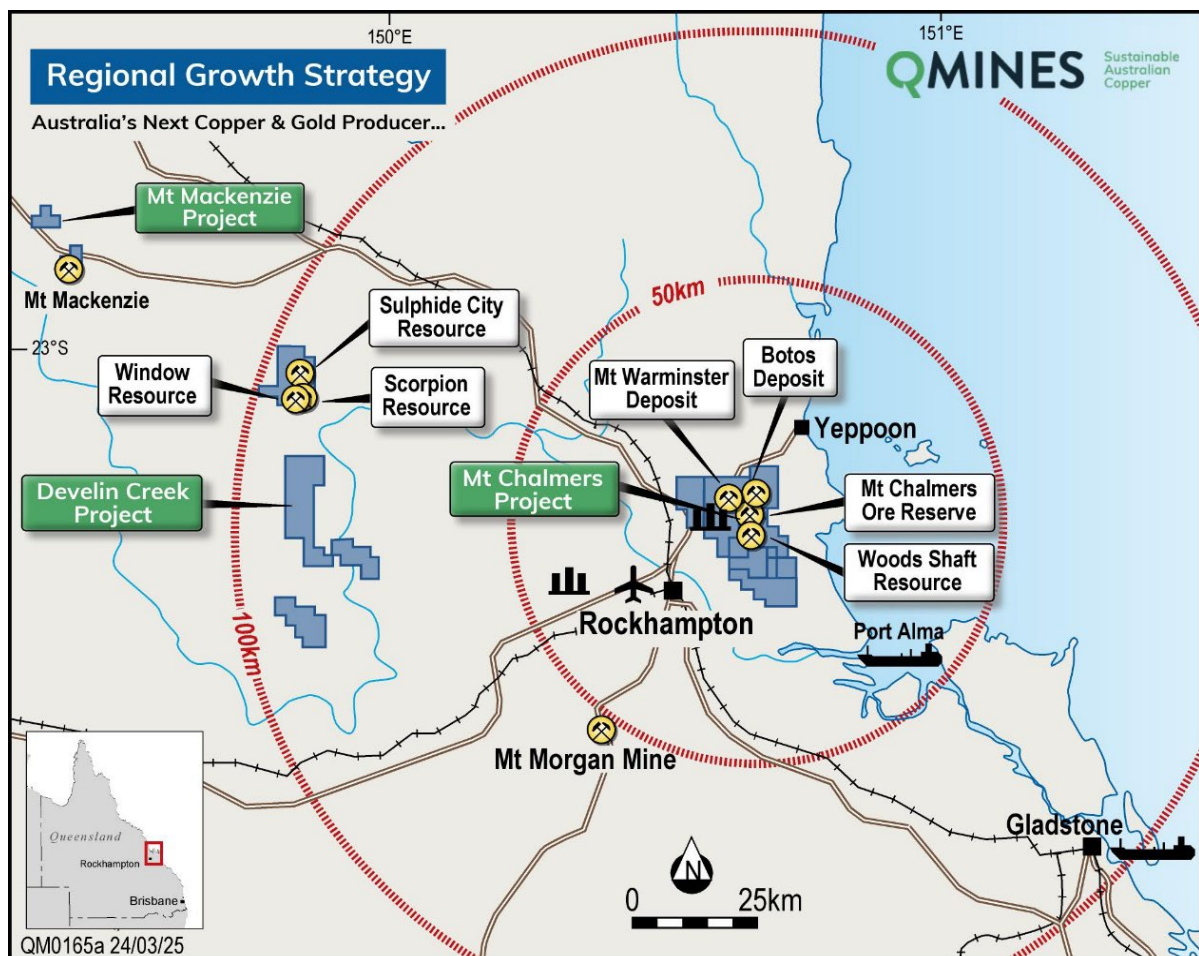 150°E
151°E
Regional Growth Strategy
Australia's Next Copper & Gold Producer...
QMINES
Sustainable
Australian
Copper
Mt Mackenzie
Project
Mt Mackenzie
50km
Sulphide City
Resource
23°S
Window
Resource
Scorpion
Resource
Mt Warminster
Deposit
Botos
Deposit
Yeppoon
Develin Creek
Project
Mt Chalmers
Project
Mt Chalmers
Ore Reserve
Woods Shaft
Resource
100km
Rockhampton
Port Alma
Mt Morgan Mine
Gladstone
N
0 25km
Queensland
Rockhampton
Brisbane
QM0165a 24/03/25